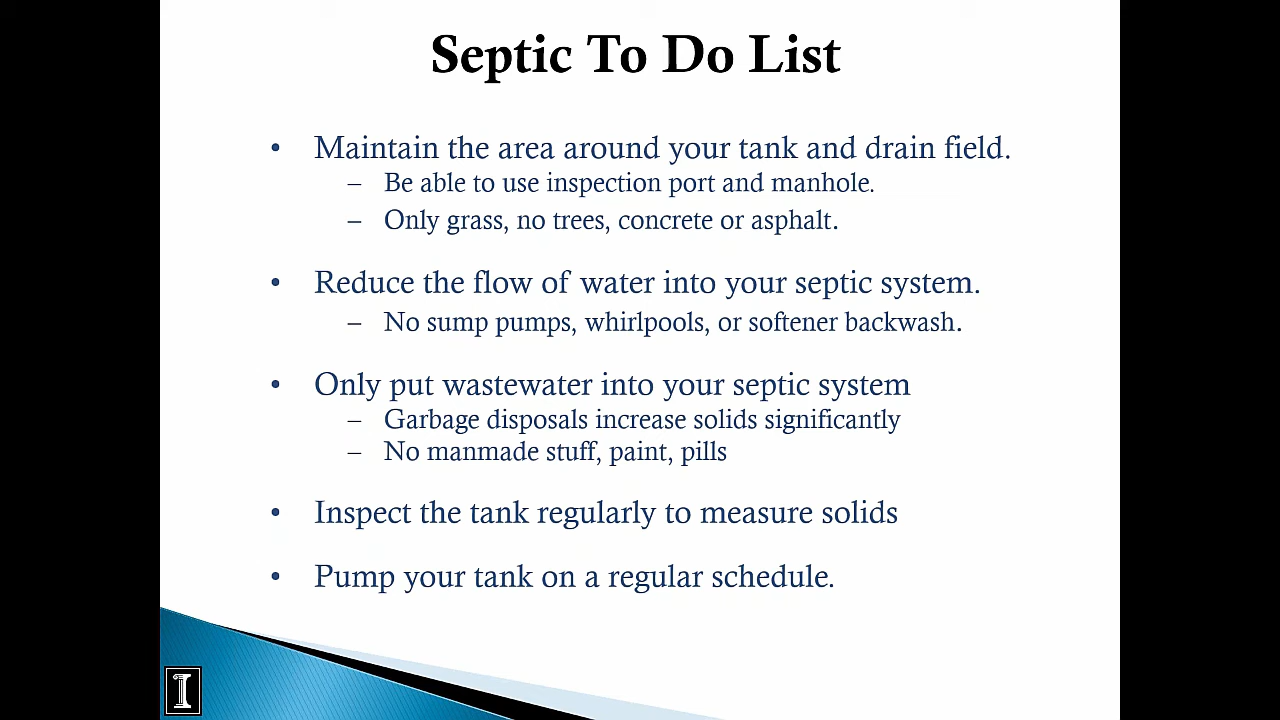 Septic To Do List
• Maintain the area around your tank and drain field.
– Be able to use inspection port and manhole.
– Only grass, no trees, concrete or asphalt.
• Reduce the flow of water into your septic system.
– No sump pumps, whirlpools, or softener backwash.
• Only put wastewater into your septic system
– Garbage disposals increase solids significantly
– No manmade stuff, paint, pills
• Inspect the tank regularly to measure solids
• Pump your tank on a regular schedule.
I